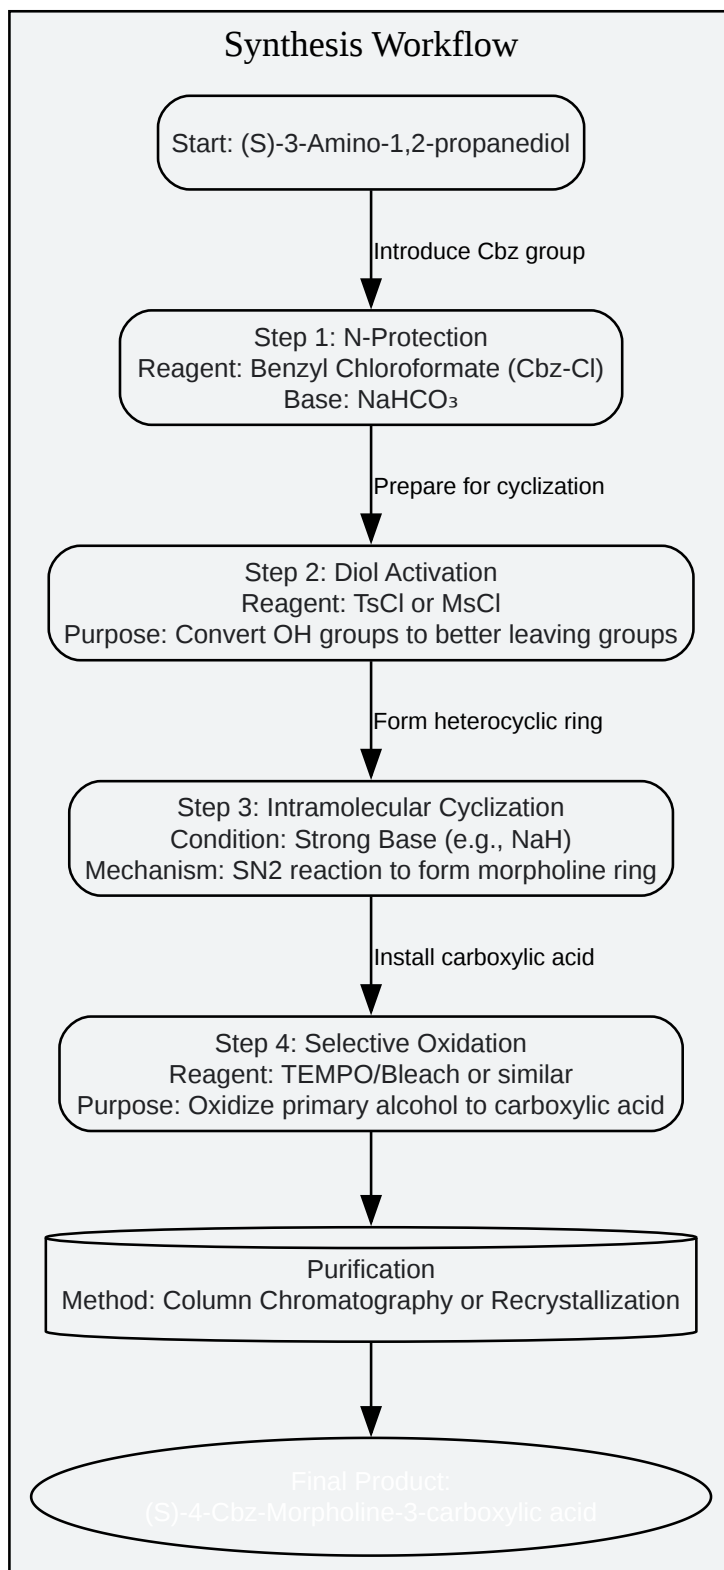 Synthesis Workflow
Start: (S)-3-Amino-1,2-propanediol
Introduce Cbz group
Step 1: N-Protection
Reagent: Benzyl Chloroformate (Cbz-Cl)
Base: NaHCO₃
Prepare for cyclization
Step 2: Diol Activation
Reagent: TsCl or MsCl
Purpose: Convert OH groups to better leaving groups
Form heterocyclic ring
Step 3: Intramolecular Cyclization
Condition: Strong Base (e.g., NaH)
Mechanism: SN2 reaction to form morpholine ring
Install carboxylic acid
Step 4: Selective Oxidation
Reagent: TEMPO/Bleach or similar
Purpose: Oxidize primary alcohol to carboxylic acid
Purification
Method: Column Chromatography or Recrystallization
Final Product:
(S)-4-Cbz-Morpholine-3-carboxylic acid